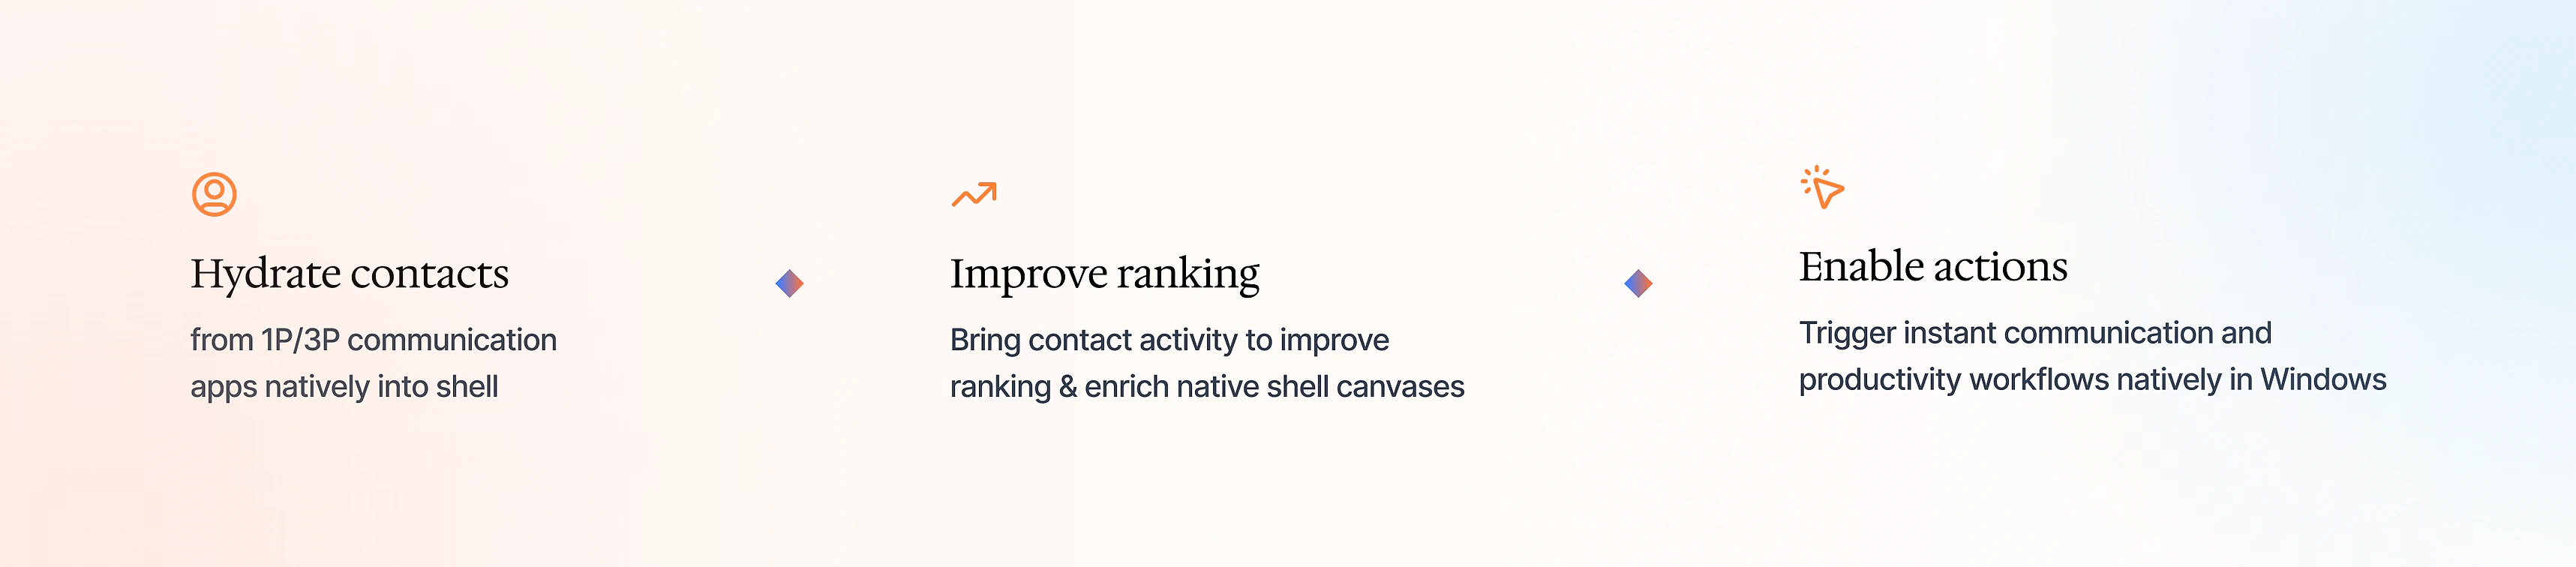 Hydrate contacts
from 1P/3P communication
apps natively into shell
Improve ranking
Bring contact activity to improve
ranking & enrich native shell canvases
Enable actions
Trigger instant communication and
productivity workflows natively in Windows